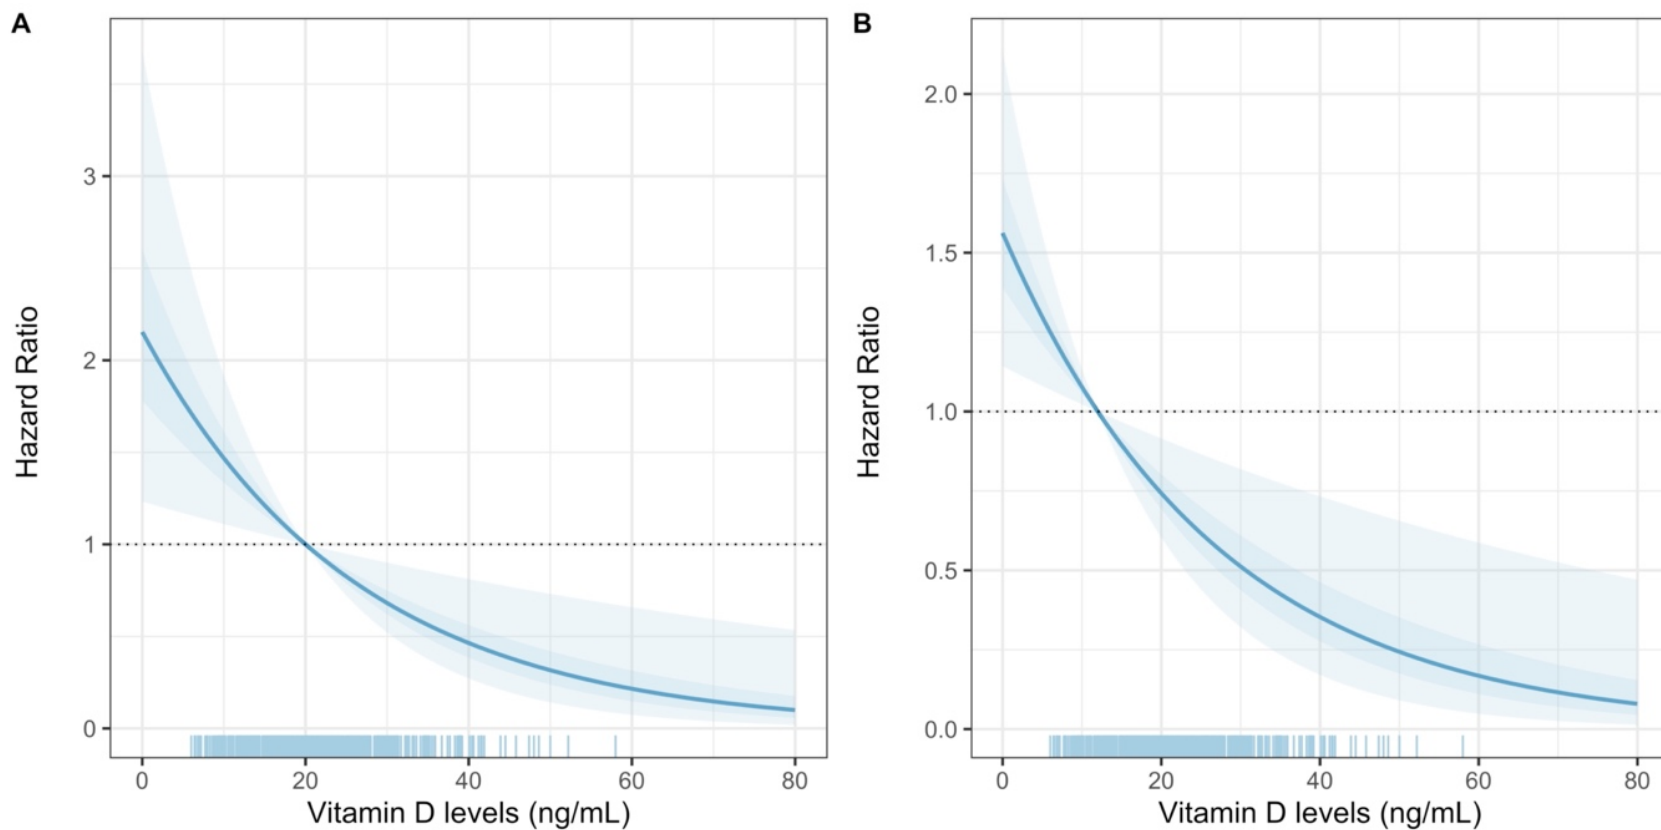 A
Hazard Ratio
3
2
1
0
0 20 40 60 80
Vitamin D levels (ng/mL)
B
Hazard Ratio
2.0
1.5
1.0
0.5
0.0
0 20 40 60 80
Vitamin D levels (ng/mL)